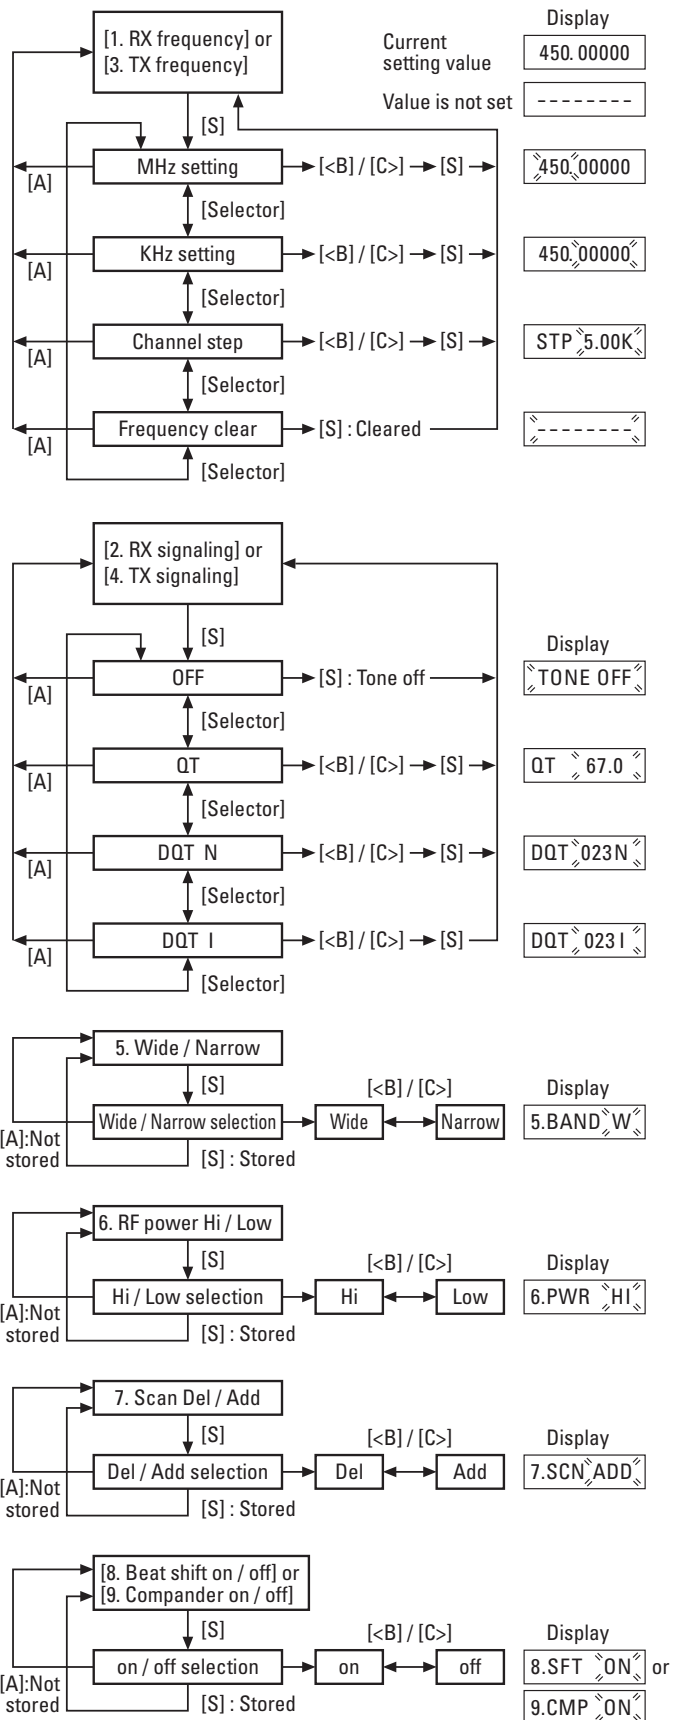 Display
[1. RX frequency] or
[3. TX frequency]
Current
setting value
450.00000
Value is not set
--------
[S]
MHz setting
[<B] / [C>]
[S]
450.00000
[A]
[Selector]
KHz setting
[<B] / [C>]
[S]
450.00000
[A]
[Selector]
Channel step
[<B] / [C>]
[S]
STP 5.00K
[A]
[Selector]
Frequency clear
[S] : Cleared
--------
[A]
[Selector]
[2. RX signaling] or
[4. TX signaling]
[S]
Display
OFF
[S] : Tone off
TONE OFF
[A]
[Selector]
QT
[<B] / [C>]
[S]
QT 67.0
[A]
[Selector]
DQT N
[<B] / [C>]
[S]
DQT 023N
[A]
[Selector]
DQT I
[<B] / [C>]
[S]
DQT 023I
[A]
[Selector]
5. Wide / Narrow
[S]
[<B] / [C>]
Display
Wide / Narrow selection
Wide
Narrow
5.BAND W
[A]:Not
stored
[S] : Stored
6. RF power Hi / Low
[S]
[<B] / [C>]
Display
Hi / Low selection
Hi
Low
6.PWR HI
[A]:Not
stored
[S] : Stored
7. Scan Del / Add
[S]
[<B] / [C>]
Display
Del / Add selection
Del
Add
7.SCN ADD
[A]:Not
stored
[S] : Stored
[8. Beat shift on / off] or
[9. Compander on / off]
[S]
[<B] / [C>]
Display
on / off selection
on
off
8.SFT ON or
[A]:Not
stored
[S] : Stored
9.CMP ON